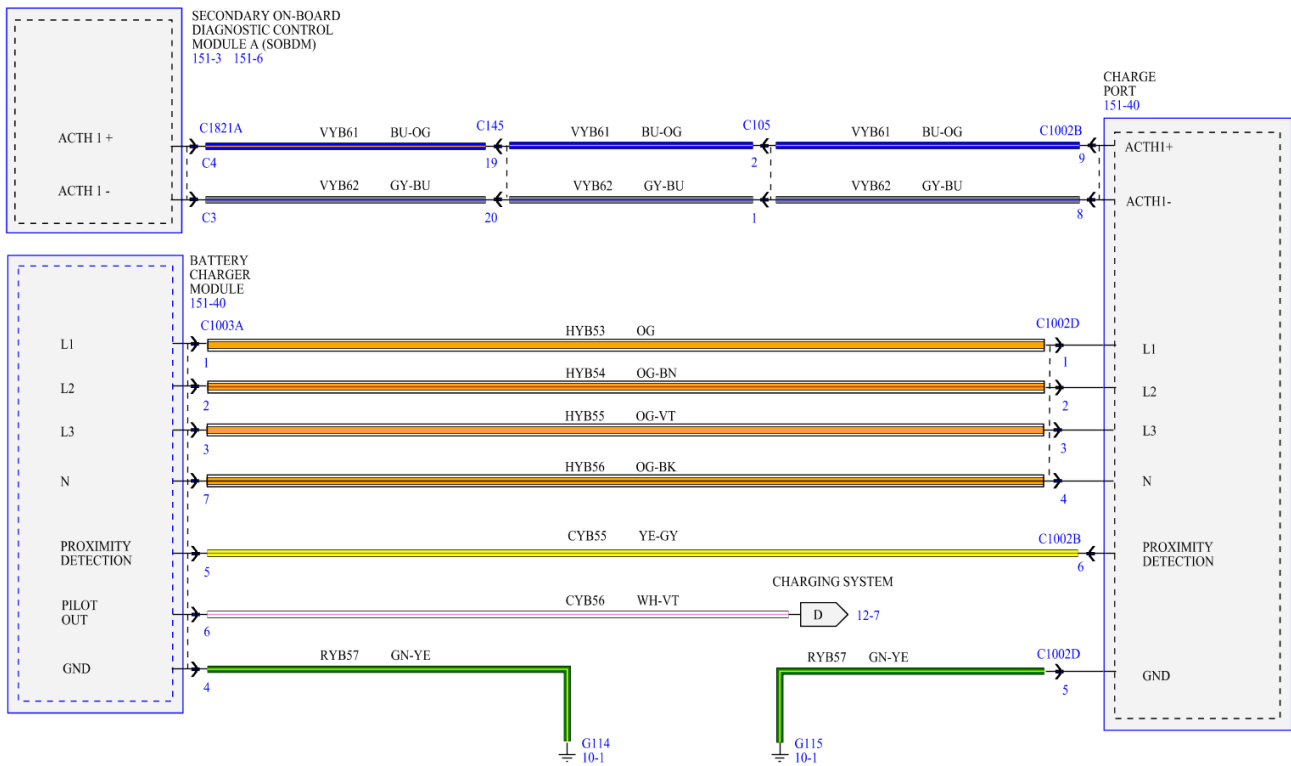 SECONDARY ON-BOARD
DIAGNOSTIC CONTROL
MODULE A (SOBDM)
151-3 151-6
CHARGE
PORT
151-40
ACTH 1 +
C1821A
VYB61 BU-OG
C145
VYB61 BU-OG
C105
VYB61 BU-OG
C1002B
ACTH1+
C4
19
2
9
ACTH 1 -
VYB62 GY-BU
VYB62 GY-BU
VYB62 GY-BU
ACTH1-
C3
20
1
8
BATTERY
CHARGER
MODULE
151-40
C1003A
HYB53 OG
C1002D
L1
1
1
L1
HYB54 OG-BN
L2
2
2
L2
HYB55 OG-VT
L3
3
3
L3
HYB56 OG-BK
N
7
4
N
CYB55 YE-GY
C1002B
PROXIMITY
DETECTION
5
6
PROXIMITY
DETECTION
CHARGING SYSTEM
PILOT
OUT
CYB56 WH-VT
D
12-7
6
RYB57 GN-YE
RYB57 GN-YE
C1002D
GND
4
5
GND
G114
10-1
G115
10-1